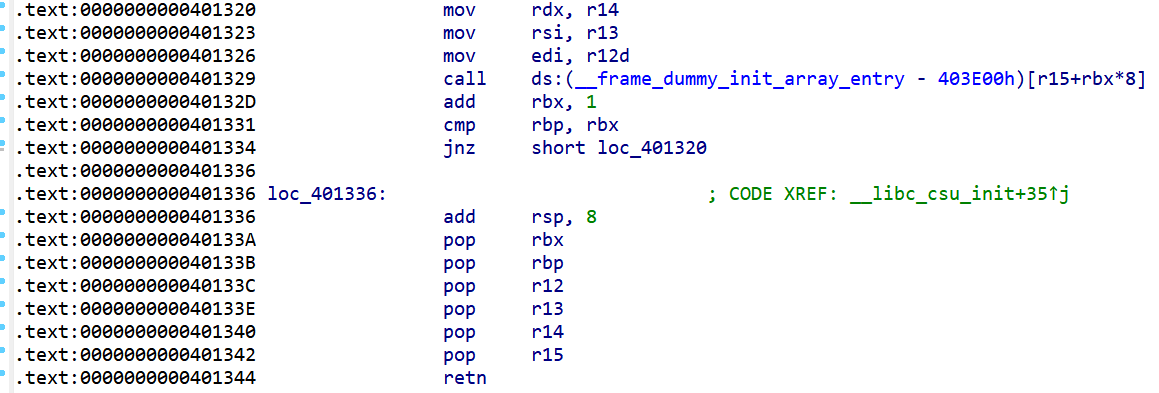 .text:0000000000401320 mov rdx, r14
.text:0000000000401323 mov rsi, r13
.text:0000000000401326 mov edi, r12d
.text:0000000000401329 call ds:(__frame_dummy_init_array_entry - 403E00h)[r15+rbx*8]
.text:000000000040132D add rbx, 1
.text:0000000000401331 cmp rbp, rbx
.text:0000000000401334 jnz short loc_401320
.text:0000000000401336
.text:0000000000401336 loc_401336: ; CODE XREF: __libc_csu_init+35↑j
.text:0000000000401336 add rsp, 8
.text:000000000040133A pop rbx
.text:000000000040133B pop rbp
.text:000000000040133C pop r12
.text:000000000040133E pop r13
.text:0000000000401340 pop r14
.text:0000000000401342 pop r15
.text:0000000000401344 retn